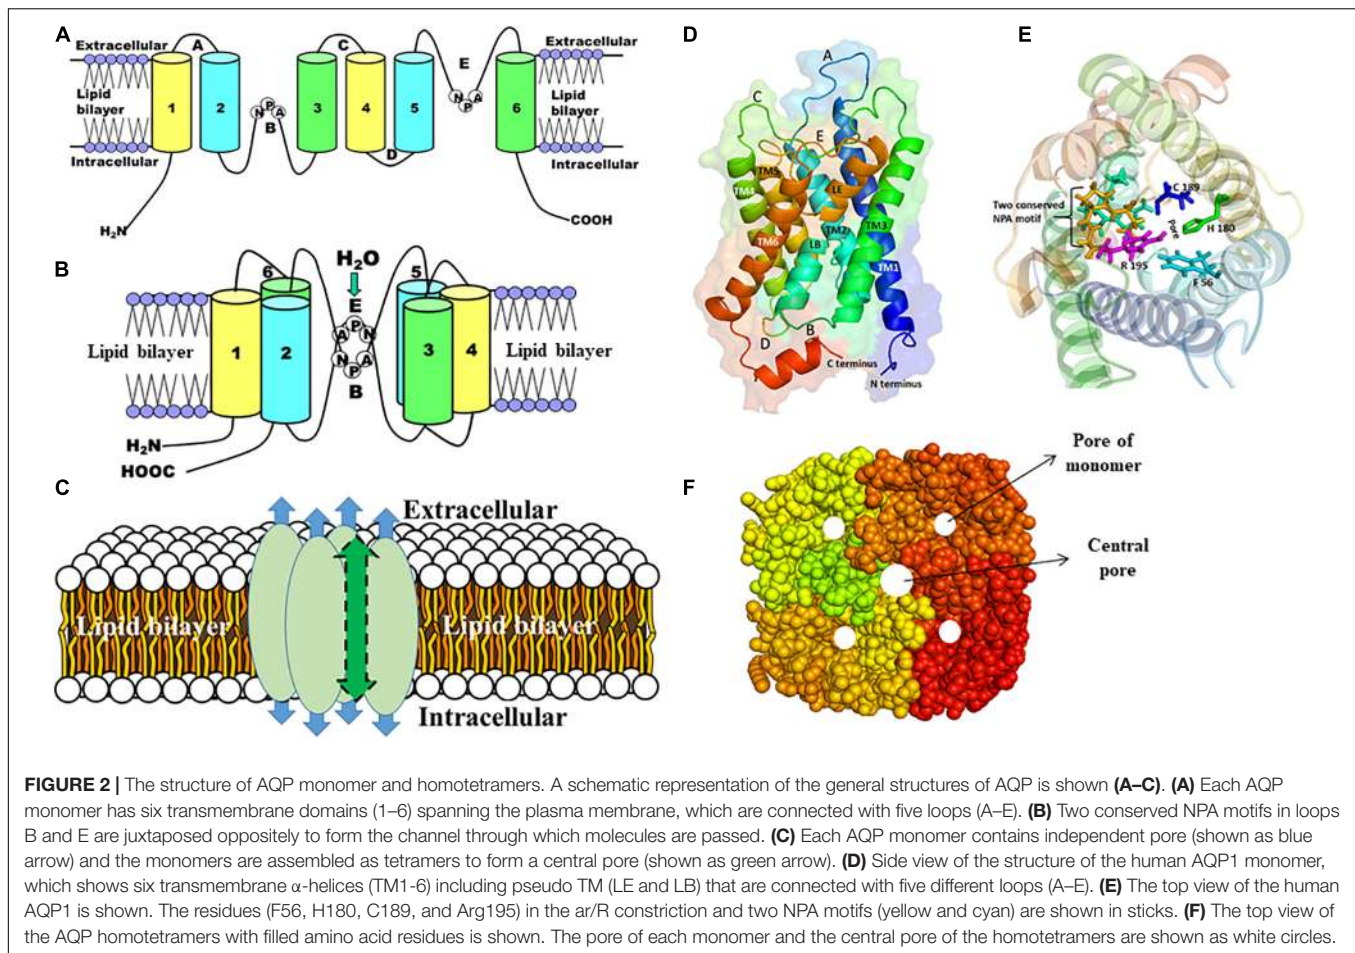 A
Extracellular
A
C
E
Extracellular
Lipid
bilayer
1
2
N
P
A
B
3
4
5
N
P
A
6
Lipid
bilayer
Intracellular
D
Intracellular
H₂N
COOH
B
H₂O
E
6
5
A
P
N
N
P
A
B
Lipid bilayer
1
2
3
4
Lipid bilayer
H₂N
HOOC
C
Extracellular
Lipid bilayer
Lipid bilayer
Intracellular
D
A
C
E
TM5
TM4
LE
TM2
TM3
TM6
LB
TM1
B
D
C terminus
N terminus
E
C 189
Two conserved
NPA motif
Pore
H 180
R 195
F 56
F
Pore of
monomer
Central
pore
FIGURE 2 | The structure of AQP monomer and homotetramers. A schematic representation of the general structures of AQP is shown (A–C). (A) Each AQP
monomer has six transmembrane domains (1–6) spanning the plasma membrane, which are connected with five loops (A–E). (B) Two conserved NPA motifs in loops
B and E are juxtaposed oppositely to form the channel through which molecules are passed. (C) Each AQP monomer contains independent pore (shown as blue
arrow) and the monomers are assembled as tetramers to form a central pore (shown as green arrow). (D) Side view of the structure of the human AQP1 monomer,
which shows six transmembrane α-helices (TM1-6) including pseudo TM (LE and LB) that are connected with five different loops (A–E). (E) The top view of the human
AQP1 is shown. The residues (F56, H180, C189, and Arg195) in the ar/R constriction and two NPA motifs (yellow and cyan) are shown in sticks. (F) The top view of
the AQP homotetramers with filled amino acid residues is shown. The pore of each monomer and the central pore of the homotetramers are shown as white circles.